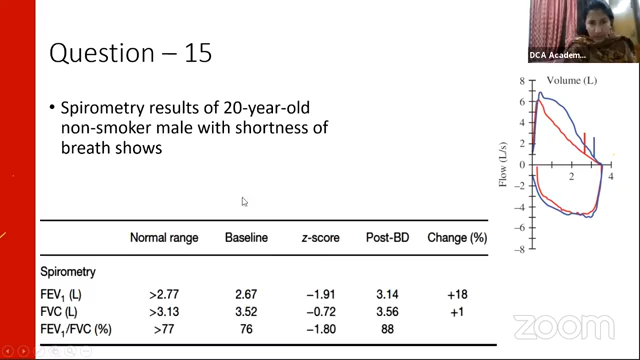 Question – 15
• Spirometry results of 20-year-old
non-smoker male with shortness of
breath shows
DCA Academ...
Volume (L)
8
6
4
2
0
2
4
−2
−4
−6
−8
Flow (L/s)
Normal range Baseline z-score Post-BD Change (%)
Spirometry
FEV1 (L) >2.77 2.67 −1.91 3.14 +18
FVC (L) >3.13 3.52 −0.72 3.56 +1
FEV1/FVC (%) >77 76 −1.80 88
zoom